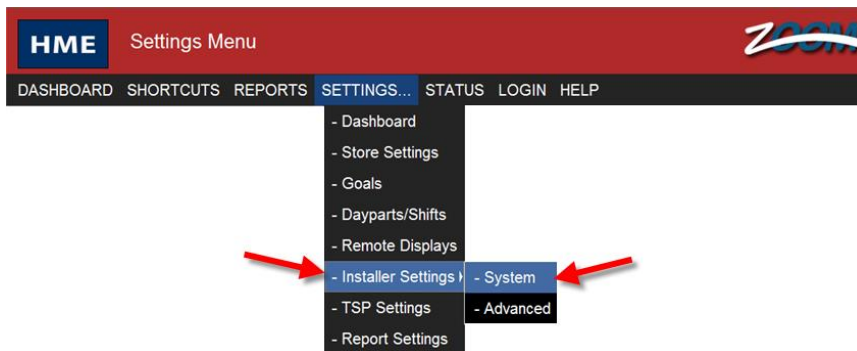 HME Settings Menu ZOOM
DASHBOARD SHORTCUTS REPORTS SETTINGS... STATUS LOGIN HELP
- Dashboard
- Store Settings
- Goals
- Dayparts/Shifts
- Remote Displays
- Installer Settings - System
- TSP Settings - Advanced
- Report Settings